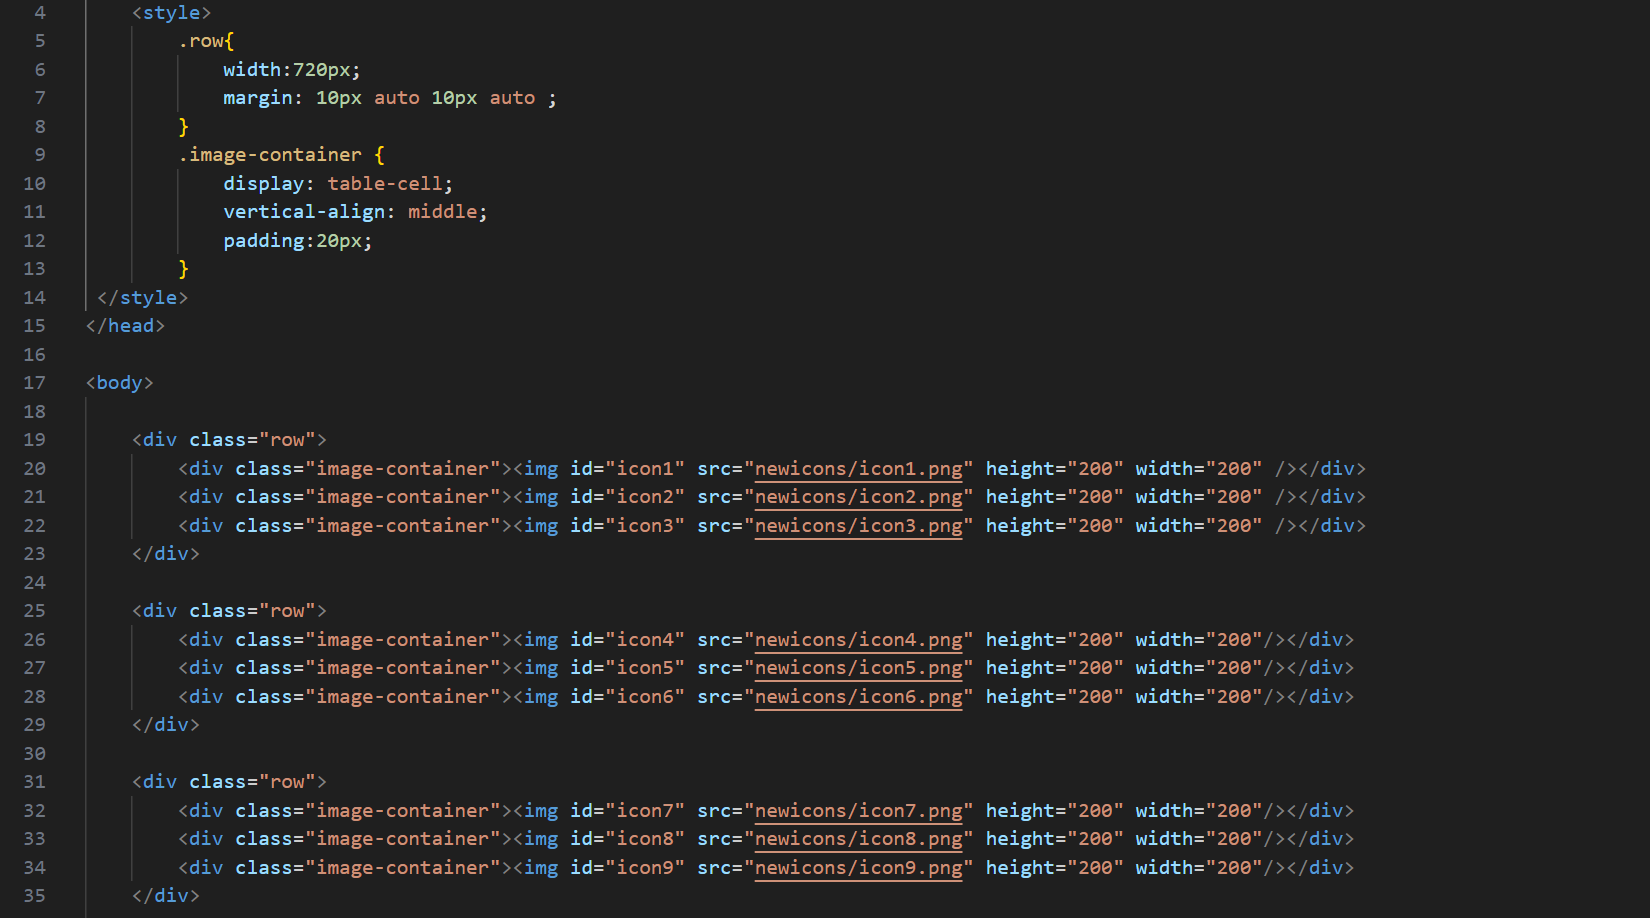 4 <style>
5 .row{
6 width:720px;
7 margin: 10px auto 10px auto ;
8 }
9 .image-container {
10 display: table-cell;
11 vertical-align: middle;
12 padding:20px;
13 }
14 </style>
15 </head>
16
17 <body>
18
19 <div class="row">
20 <div class="image-container"><img id="icon1" src="newicons/icon1.png" height="200" width="200" /></div>
21 <div class="image-container"><img id="icon2" src="newicons/icon2.png" height="200" width="200" /></div>
22 <div class="image-container"><img id="icon3" src="newicons/icon3.png" height="200" width="200" /></div>
23 </div>
24
25 <div class="row">
26 <div class="image-container"><img id="icon4" src="newicons/icon4.png" height="200" width="200"/></div>
27 <div class="image-container"><img id="icon5" src="newicons/icon5.png" height="200" width="200"/></div>
28 <div class="image-container"><img id="icon6" src="newicons/icon6.png" height="200" width="200"/></div>
29 </div>
30
31 <div class="row">
32 <div class="image-container"><img id="icon7" src="newicons/icon7.png" height="200" width="200"/></div>
33 <div class="image-container"><img id="icon8" src="newicons/icon8.png" height="200" width="200"/></div>
34 <div class="image-container"><img id="icon9" src="newicons/icon9.png" height="200" width="200"/></div>
35 </div>